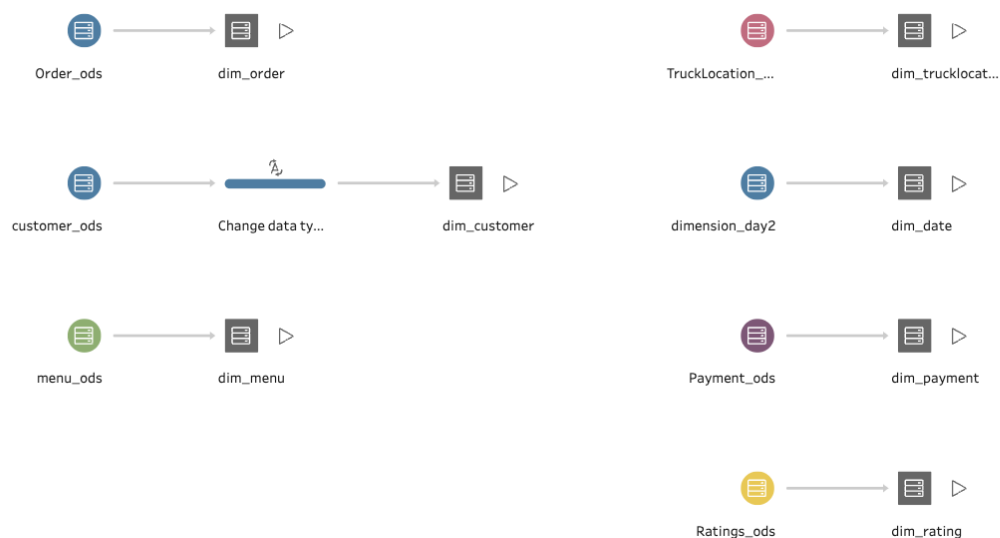 Order_ods
dim_order
TruckLocation_...
dim_trucklocat...
customer_ods
Change data ty...
dim_customer
dimension_day2
dim_date
menu_ods
dim_menu
Payment_ods
dim_payment
Ratings_ods
dim_rating